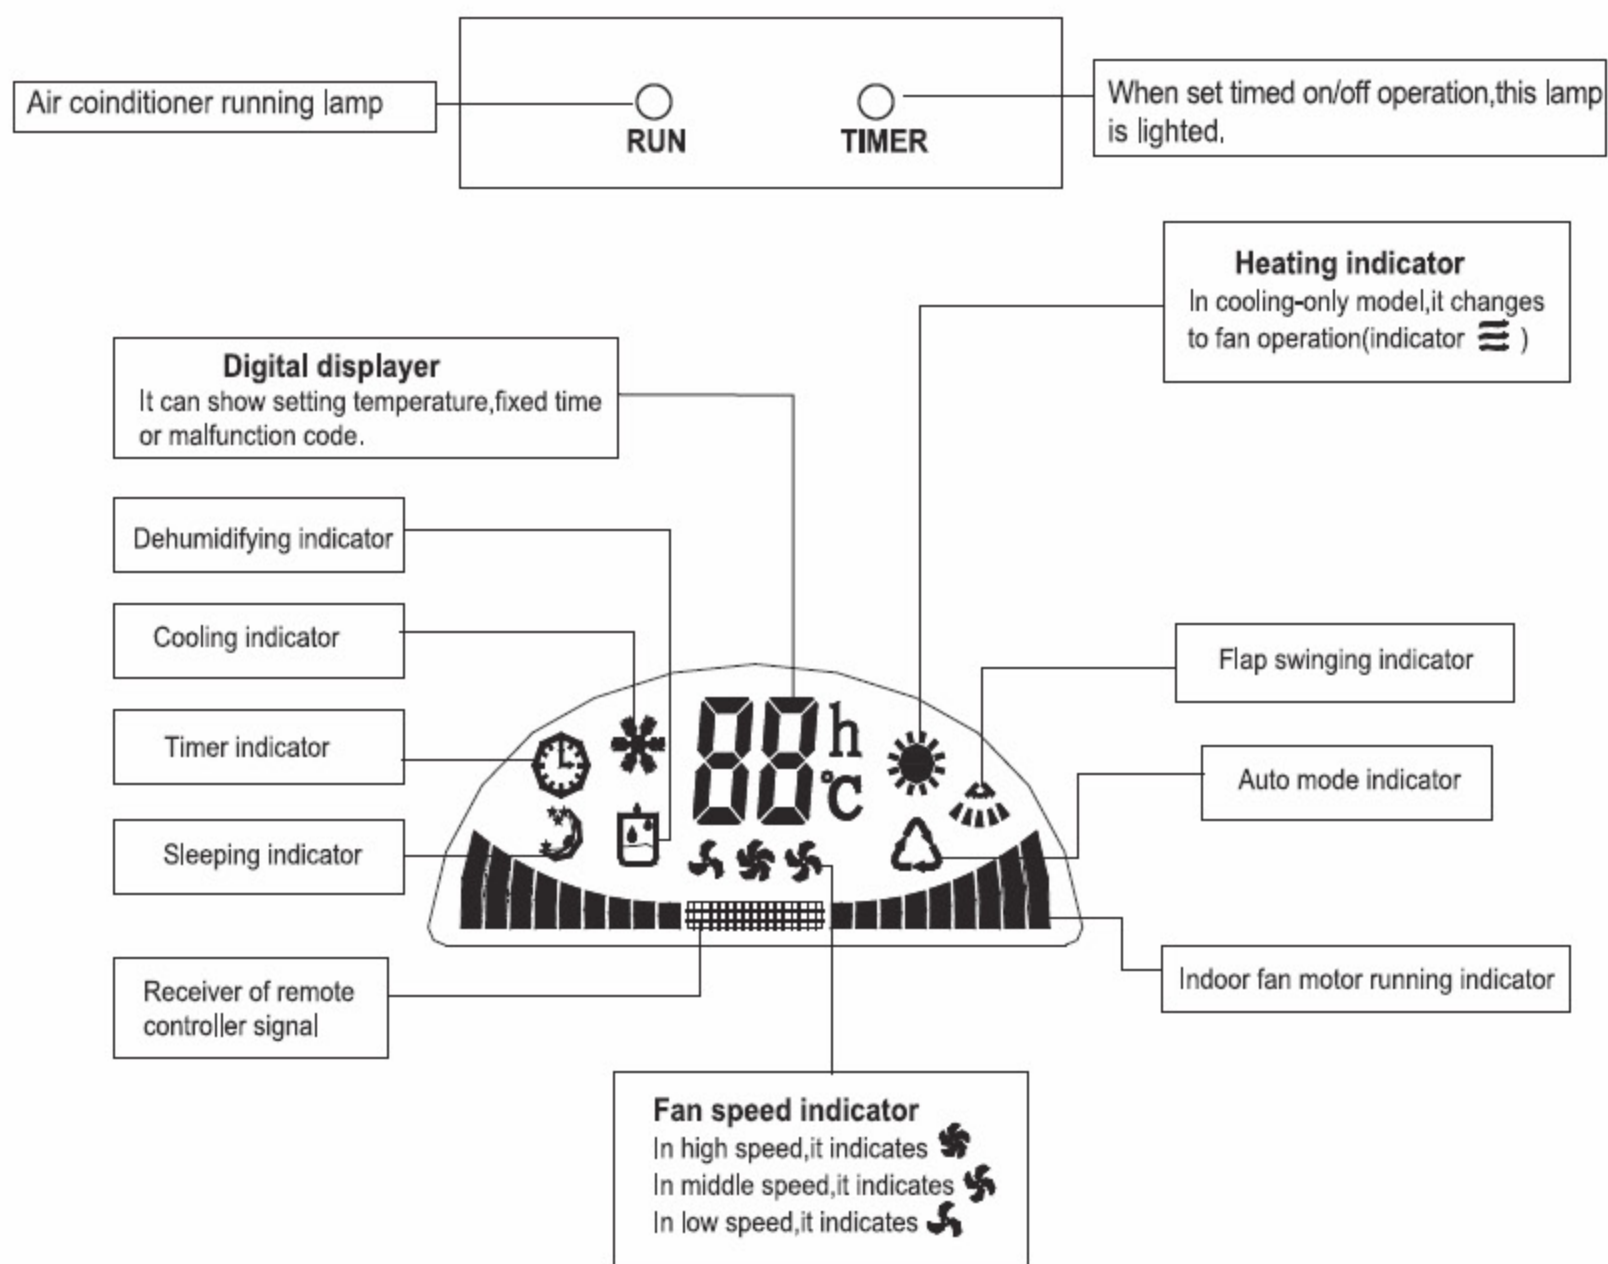 Air coinditioner running lamp
RUN
TIMER
When set timed on/off operation,this lamp
is lighted.
Heating indicator
In cooling-only model,it changes
to fan operation(indicator )
Digital displayer
It can show setting temperature,fixed time
or malfunction code.
Dehumidifying indicator
Cooling indicator
Timer indicator
Sleeping indicator
88
h
°C
Flap swinging indicator
Auto mode indicator
Indoor fan motor running indicator
Receiver of remote
controller signal
Fan speed indicator
In high speed,it indicates
In middle speed,it indicates
In low speed,it indicates